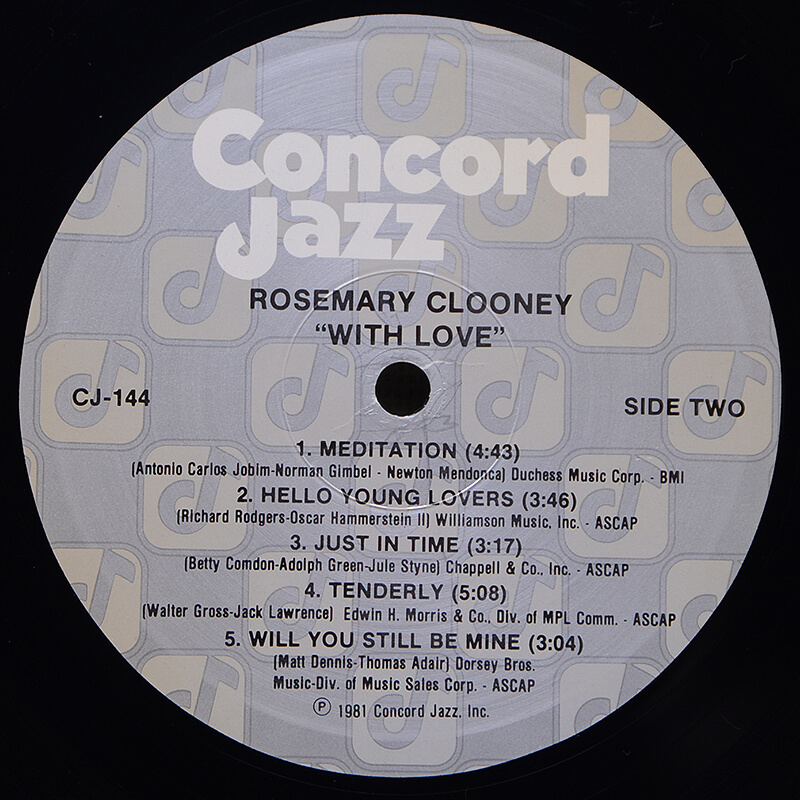 Concord
Jazz
ROSEMARY CLOONEY
“WITH LOVE”
CJ-144
SIDE TWO
1. MEDITATION (4:43)
(Antonio Carlos Jobim-Norman Gimbel - Newton Mendonca) Duchess Music Corp. - BMI
2. HELLO YOUNG LOVERS (3:46)
(Richard Rodgers-Oscar Hammerstein II) Williamson Music, Inc. - ASCAP
3. JUST IN TIME (3:17)
(Betty Comdon-Adolph Green-Jule Styne) Chappell & Co., Inc. - ASCAP
4. TENDERLY (5:08)
(Walter Gross-Jack Lawrence) Edwin H. Morris & Co., Div. of MPL Comm. - ASCAP
5. WILL YOU STILL BE MINE (3:04)
(Matt Dennis-Thomas Adair) Dorsey Bros.
Music-Div. of Music Sales Corp. - ASCAP
℗ 1981 Concord Jazz, Inc.